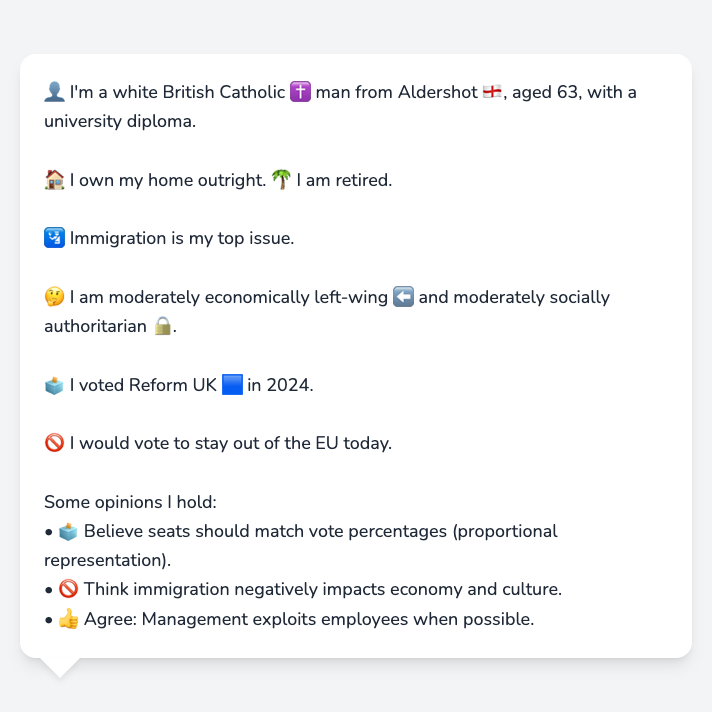 👤 I'm a white British Catholic ✝️ man from Aldershot 🏴󠁧󠁢󠁥󠁮󠁧󠁿, aged 63, with a
university diploma.
🏠 I own my home outright. 🌴 I am retired.
🛂 Immigration is my top issue.
🤔 I am moderately economically left-wing ⬅️ and moderately socially
authoritarian 🔒.
🗳️ I voted Reform UK 🟦 in 2024.
🚫 I would vote to stay out of the EU today.
Some opinions I hold:
• 🗳️ Believe seats should match vote percentages (proportional
representation).
• 🚫 Think immigration negatively impacts economy and culture.
• 👍 Agree: Management exploits employees when possible.